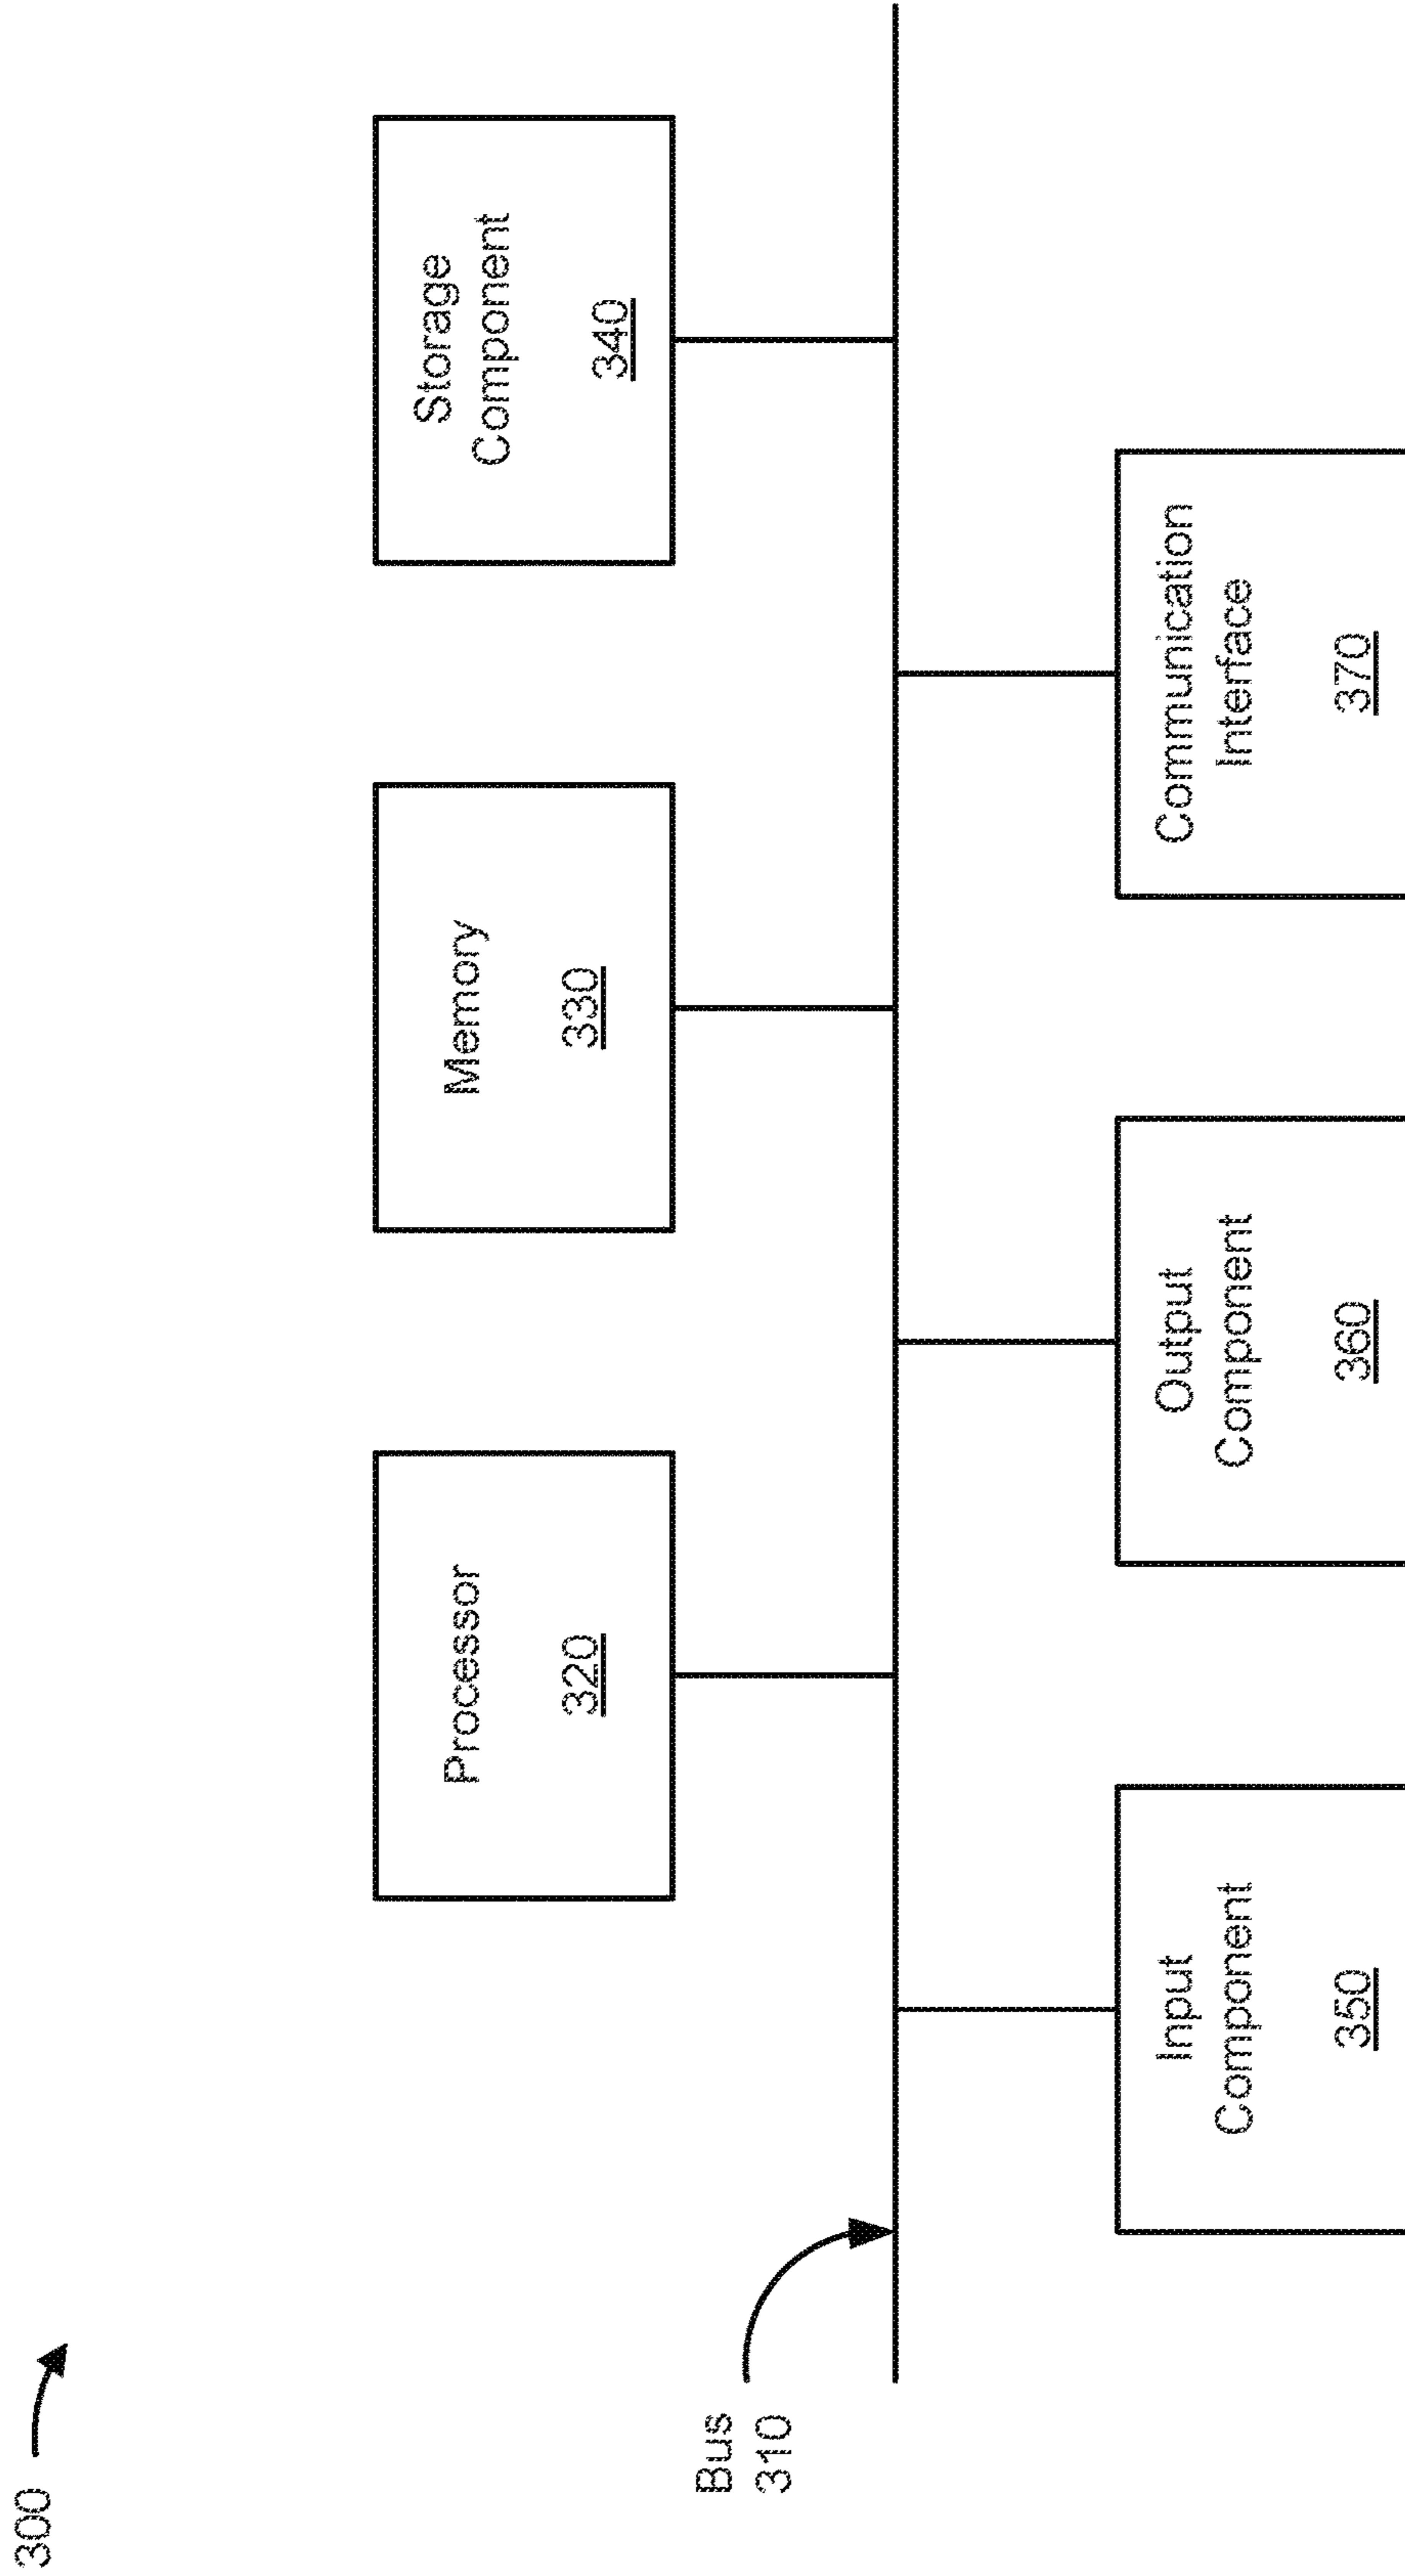 300
Bus
310
Processor
320
Memory
330
Storage
Component
340
Input
Component
350
Output
Component
360
Communication
Interface
370